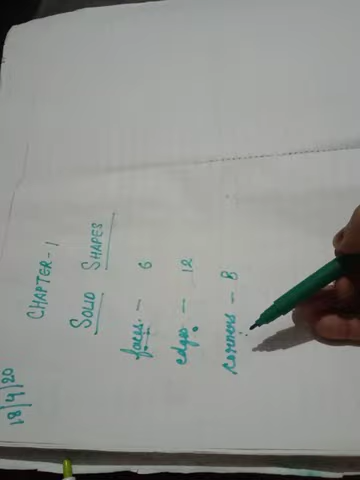 18/4/20
CHAPTER-1
SOLID SHAPES
faces - 6
edges - 12
corners - 8